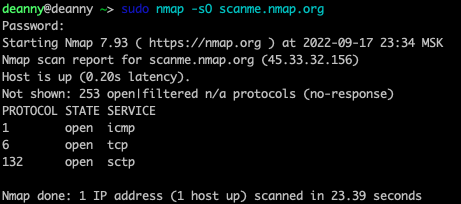 deanny@deanny ~> sudo nmap -sO scanme.nmap.org
Password:
Starting Nmap 7.93 ( https://nmap.org ) at 2022-09-17 23:34 MSK
Nmap scan report for scanme.nmap.org (45.33.32.156)
Host is up (0.20s latency).
Not shown: 253 open|filtered n/a protocols (no-response)
PROTOCOL STATE SERVICE
1        open  icmp
6        open  tcp
132      open  sctp
Nmap done: 1 IP address (1 host up) scanned in 23.39 seconds